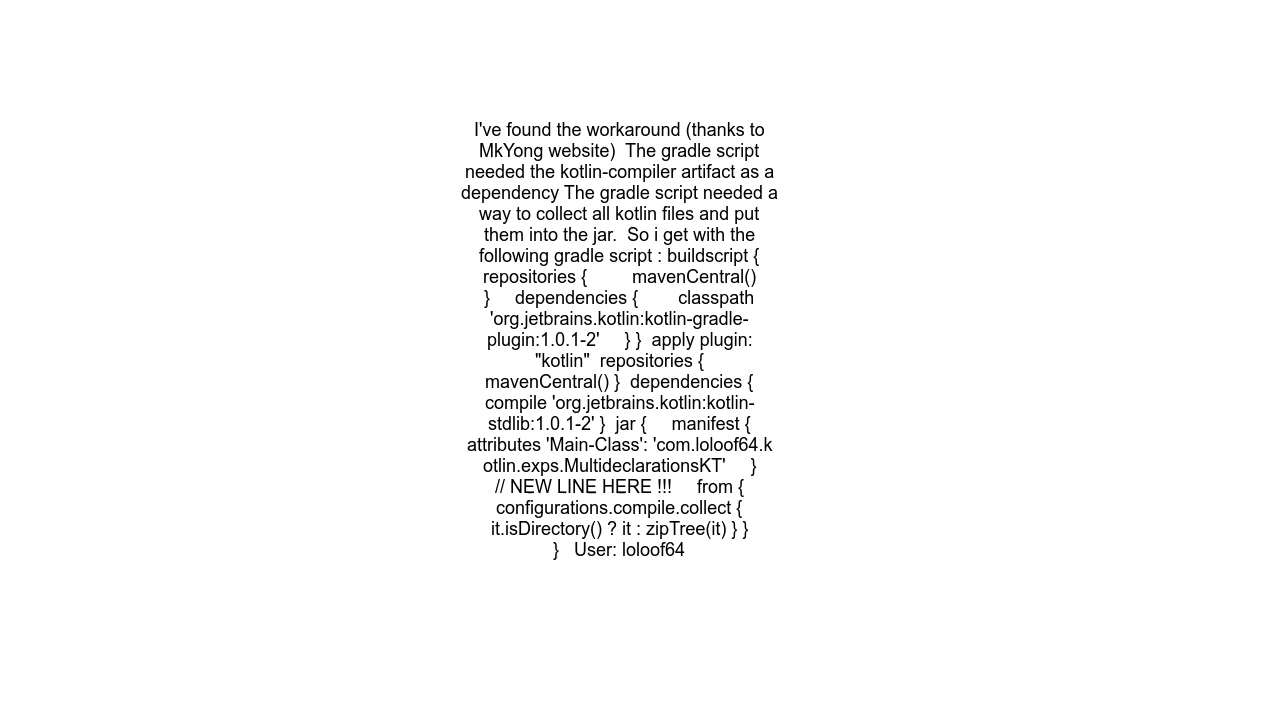 I've found the workaround (thanks to
MkYong website)  The gradle script
needed the kotlin-compiler artifact as a
dependency The gradle script needed a
way to collect all kotlin files and put
them into the jar.  So i get with the
following gradle script : buildscript {
repositories {         mavenCentral()
}     dependencies {        classpath
'org.jetbrains.kotlin:kotlin-gradle-
plugin:1.0.1-2'     } }  apply plugin:
"kotlin"  repositories {
mavenCentral() }  dependencies {
compile 'org.jetbrains.kotlin:kotlin-
stdlib:1.0.1-2' }  jar {     manifest {
attributes 'Main-Class': 'com.loloof64.k
otlin.exps.MultideclarationsKT'     }
// NEW LINE HERE !!!     from {
configurations.compile.collect {
it.isDirectory() ? it : zipTree(it) } }
}   User: loloof64